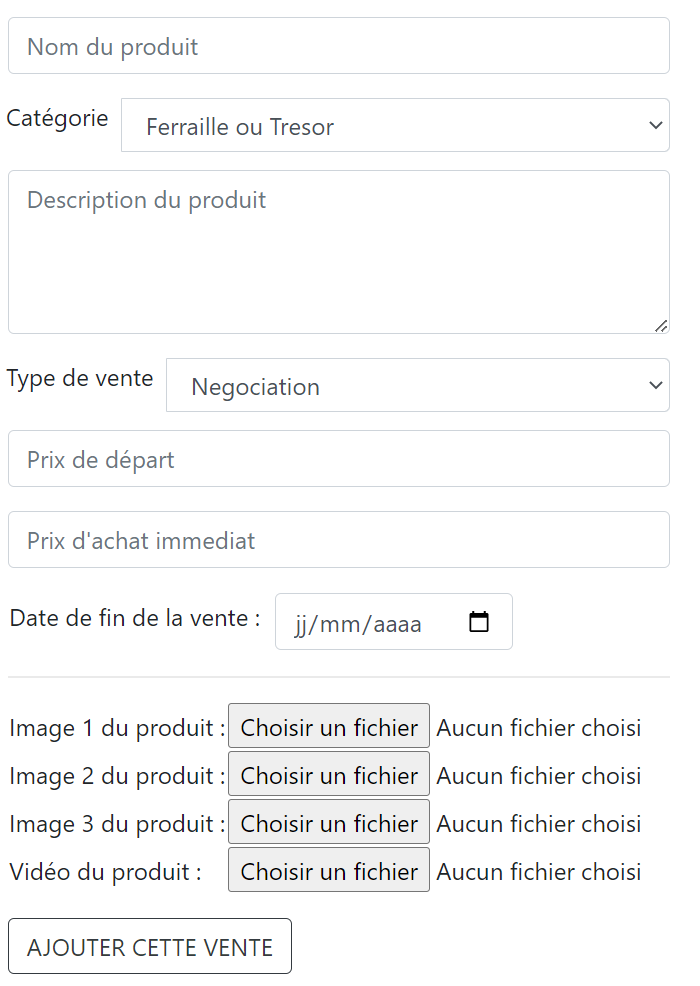 Nom du produit
Catégorie Ferraille ou Tresor
Description du produit
Type de vente Negociation
Prix de départ
Prix d'achat immediat
Date de fin de la vente : jj/mm/aaaa
Image 1 du produit : Choisir un fichier Aucun fichier choisi
Image 2 du produit : Choisir un fichier Aucun fichier choisi
Image 3 du produit : Choisir un fichier Aucun fichier choisi
Vidéo du produit : Choisir un fichier Aucun fichier choisi
AJOUTER CETTE VENTE